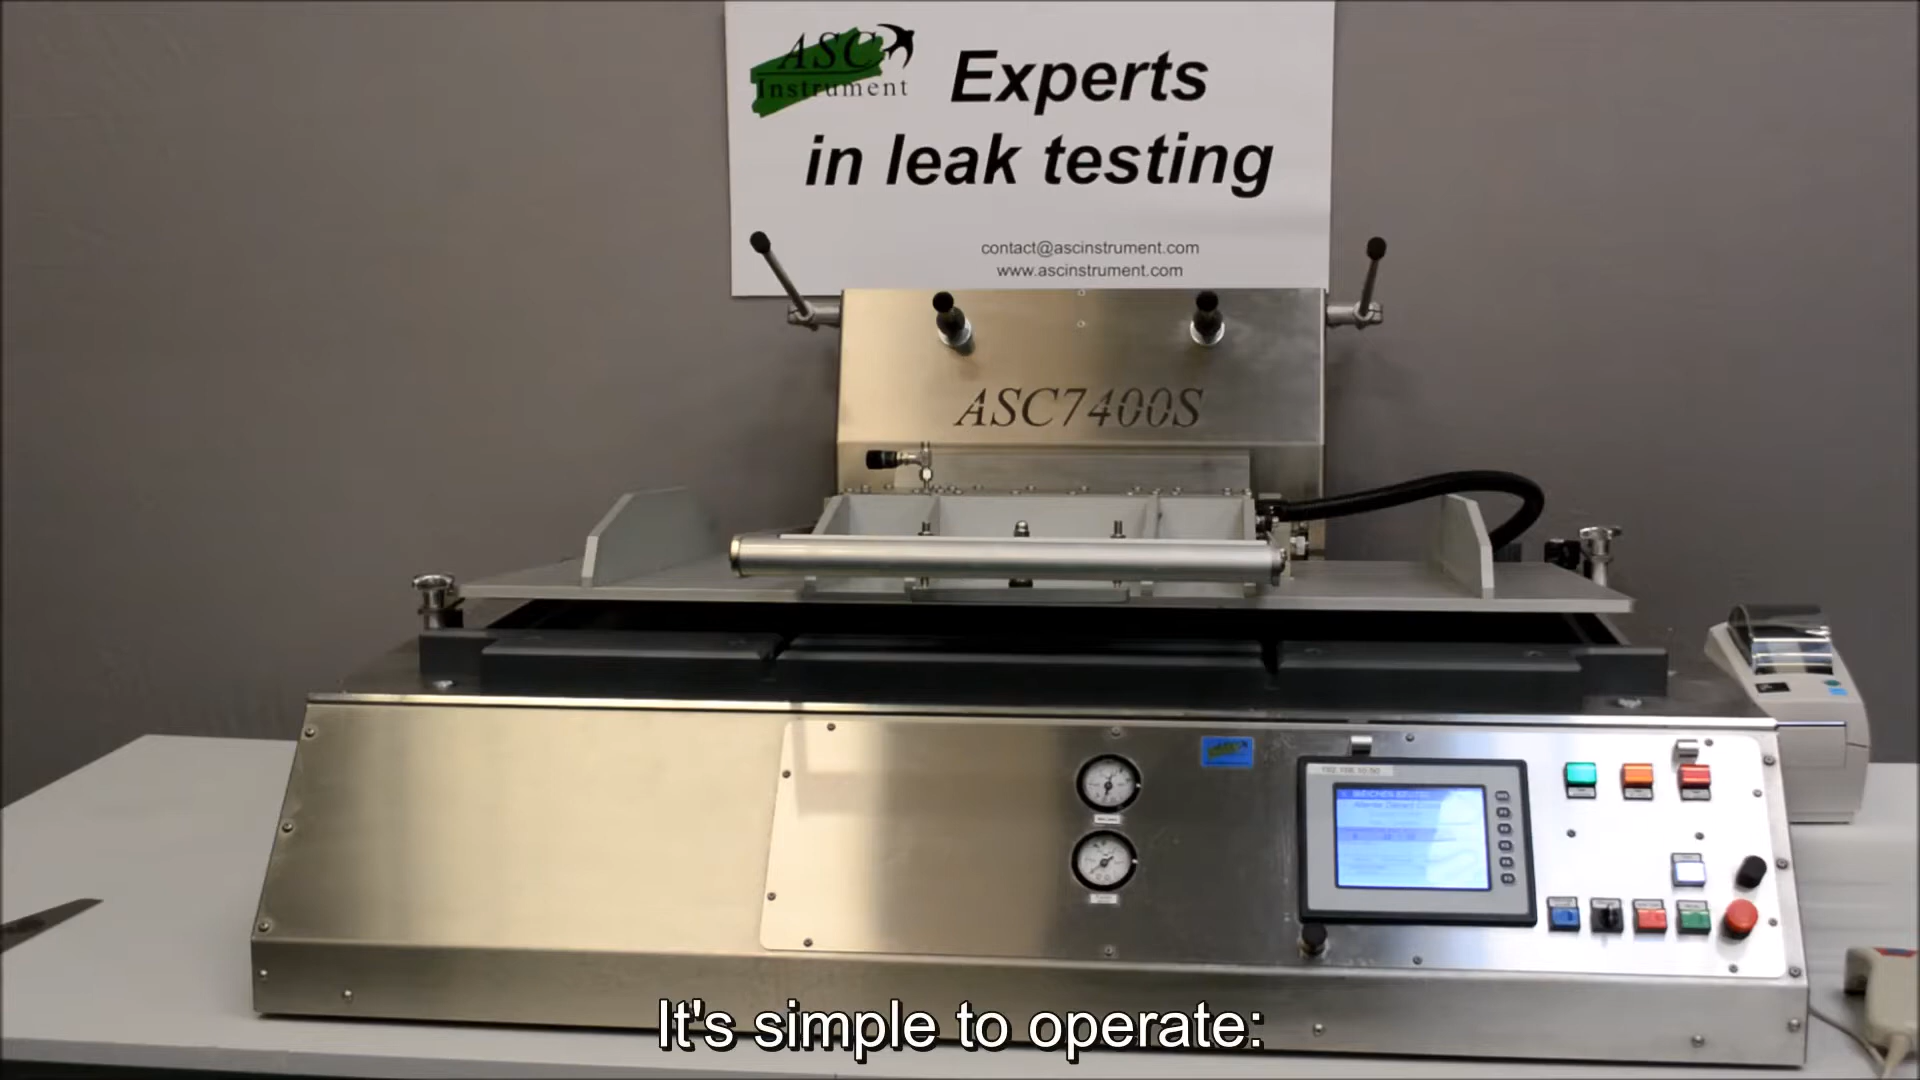 ASC
Instrument
Experts
in leak testing
contact@ascinstrument.com
www.ascinstrument.com
ASC7400S
It's simple to operate: